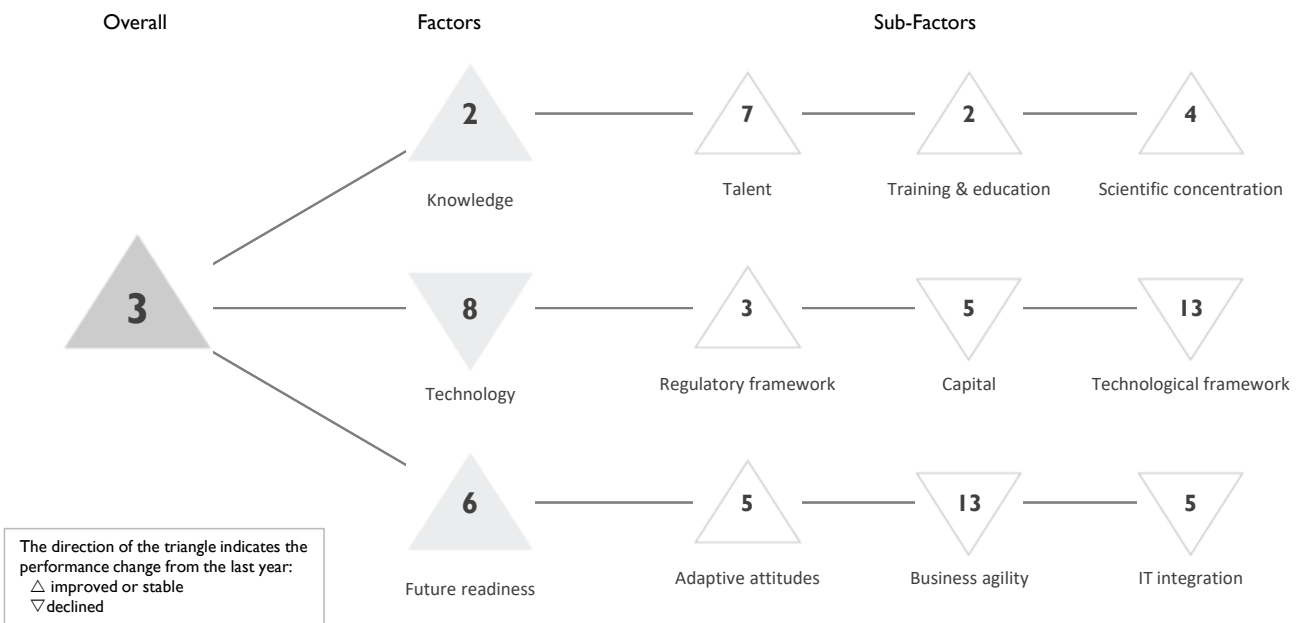 Overall
Factors
Sub-Factors
2
7
2
4
Knowledge
Talent
Training & education
Scientific concentration
3
8
3
5
13
Technology
Regulatory framework
Capital
Technological framework
6
5
13
5
Future readiness
Adaptive attitudes
Business agility
IT integration
The direction of the triangle indicates the
performance change from the last year:
△ improved or stable
▽ declined